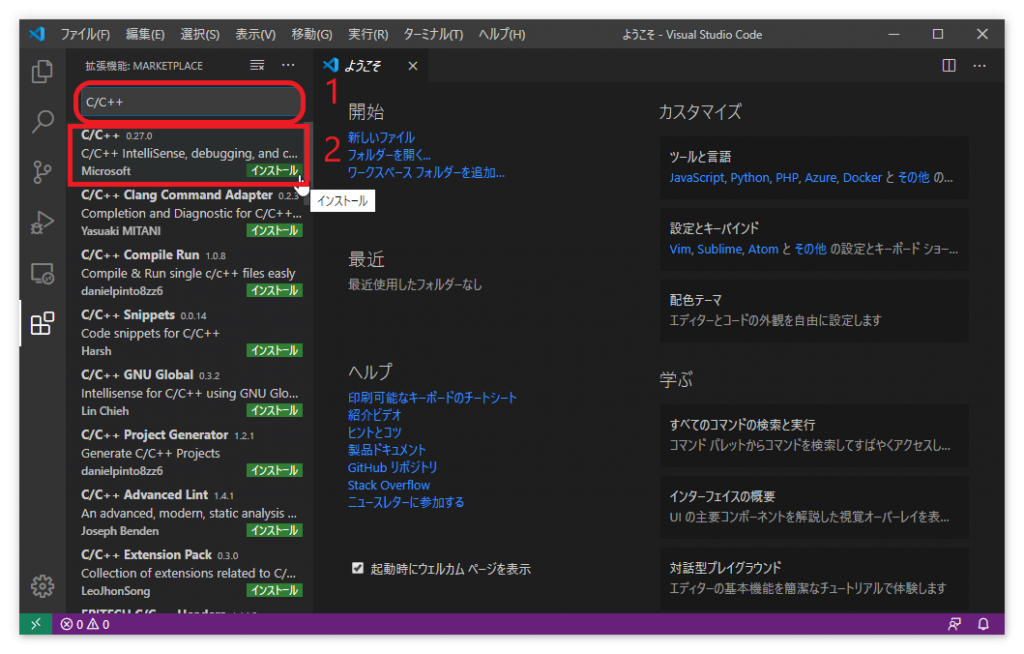 ファイル(F) 編集(E) 選択(S) 表示(V) 移動(G) 実行(R) ターミナル(T) ヘルプ(H) ようこそ - Visual Studio Code
拡張機能: MARKETPLACE
C/C++
C/C++ 0.27.0
C/C++ IntelliSense, debugging, and c...
Microsoft インストール
C/C++ Clang Command Adapter 0.2.3
Completion and Diagnostic for C/C++...
Yasuaki MITANI インストール
C/C++ Compile Run 1.0.8
Compile & Run single c/c++ files easly
danielpinto8zz6 インストール
C/C++ Snippets 0.0.14
Code snippets for C/C++
Harsh インストール
C/C++ GNU Global 0.3.2
Intellisense for C/C++ using GNU Glo...
Lin Chieh インストール
C/C++ Project Generator 1.2.1
Generate C/C++ Projects
danielpinto8zz6 インストール
C/C++ Advanced Lint 1.4.1
An advanced, modern, static analysis ...
Joseph Benden インストール
C/C++ Extension Pack 0.3.0
Collection of extensions related to C/...
LeoJhonSong インストール
ようこそ
1
2
インストール
開始
新しいファイル
フォルダーを開く...
ワークスペース フォルダーを追加...
最近
最近使用したフォルダーなし
ヘルプ
印刷可能なキーボードのチートシート
紹介ビデオ
ヒントとコツ
製品ドキュメント
GitHub リポジトリ
Stack Overflow
ニュースレターに参加する
起動時にウェルカム ページを表示
カスタマイズ
ツールと言語
JavaScript, Python, PHP, Azure, Docker と その他 の...
設定とキーバインド
Vim, Sublime, Atom と その他 の設定とキーボード ショー...
配色テーマ
エディターとコードの外観を自由に設定します
学ぶ
すべてのコマンドの検索と実行
コマンド パレットからコマンドを検索してすばやくアクセスし...
インターフェイスの概要
UI の主要コンポーネントを解説した視覚オーバーレイを表...
対話型プレイグラウンド
エディターの基本機能を簡潔なチュートリアルで体験します
0 0